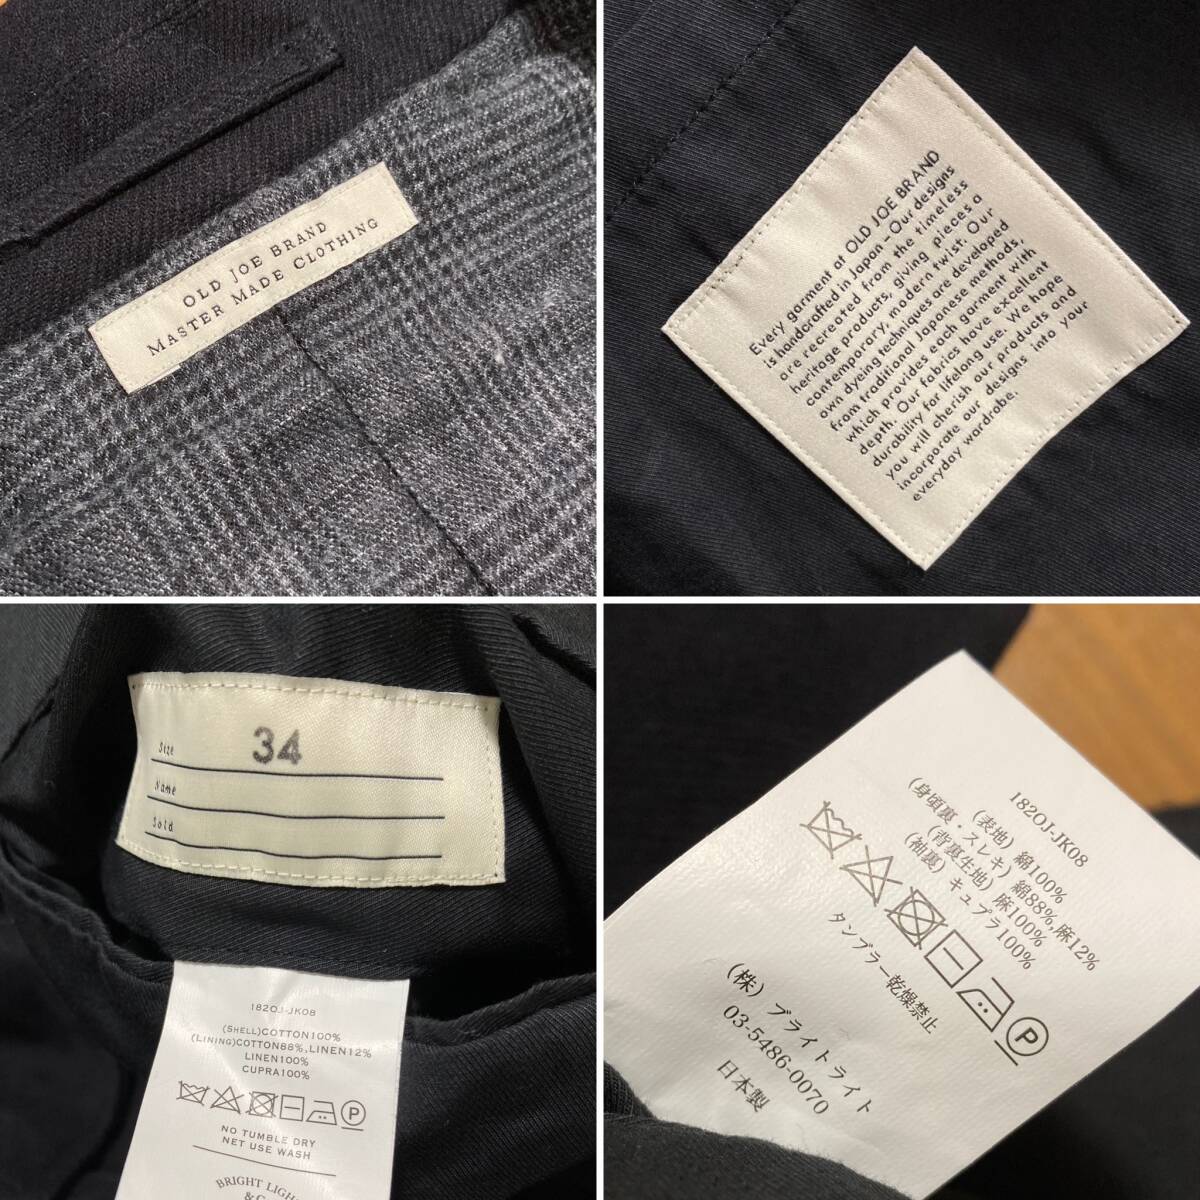 OLD JOE BRAND
MASTER MADE CLOTHING
Every garment at OLD JOE BRAND
is handcrafted in Japan-Our designs
are recreated from the timeless
heritage products, giving pieces a
contemporary, modern twist. Our
own dyeing techniques are developed
from traditional Japanese methods,
which provides each garment with
depth. Our fabrics have excellent
durability for lifelong use. We hope
you will cherish our products and
incorporate our designs into your
everyday wardrobe.
Size 34
Name
Sold
182OJ-JK08
(SHELL)COTTON100%
(LINING)COTTON88%,LINEN12%
LINEN100%
CUPRA100%
P
NO TUMBLE DRY
NET USE WASH
BRIGHT LIGH
182OJ-JK08
(表地) 綿100%
(身頃裏・スレキ) 綿88%,麻12%
(背裏生地) 麻100%
(袖裏) キュプラ100%
P
タンブラー乾燥禁止
(株) ブライトライト
03-5486-0070
日本製